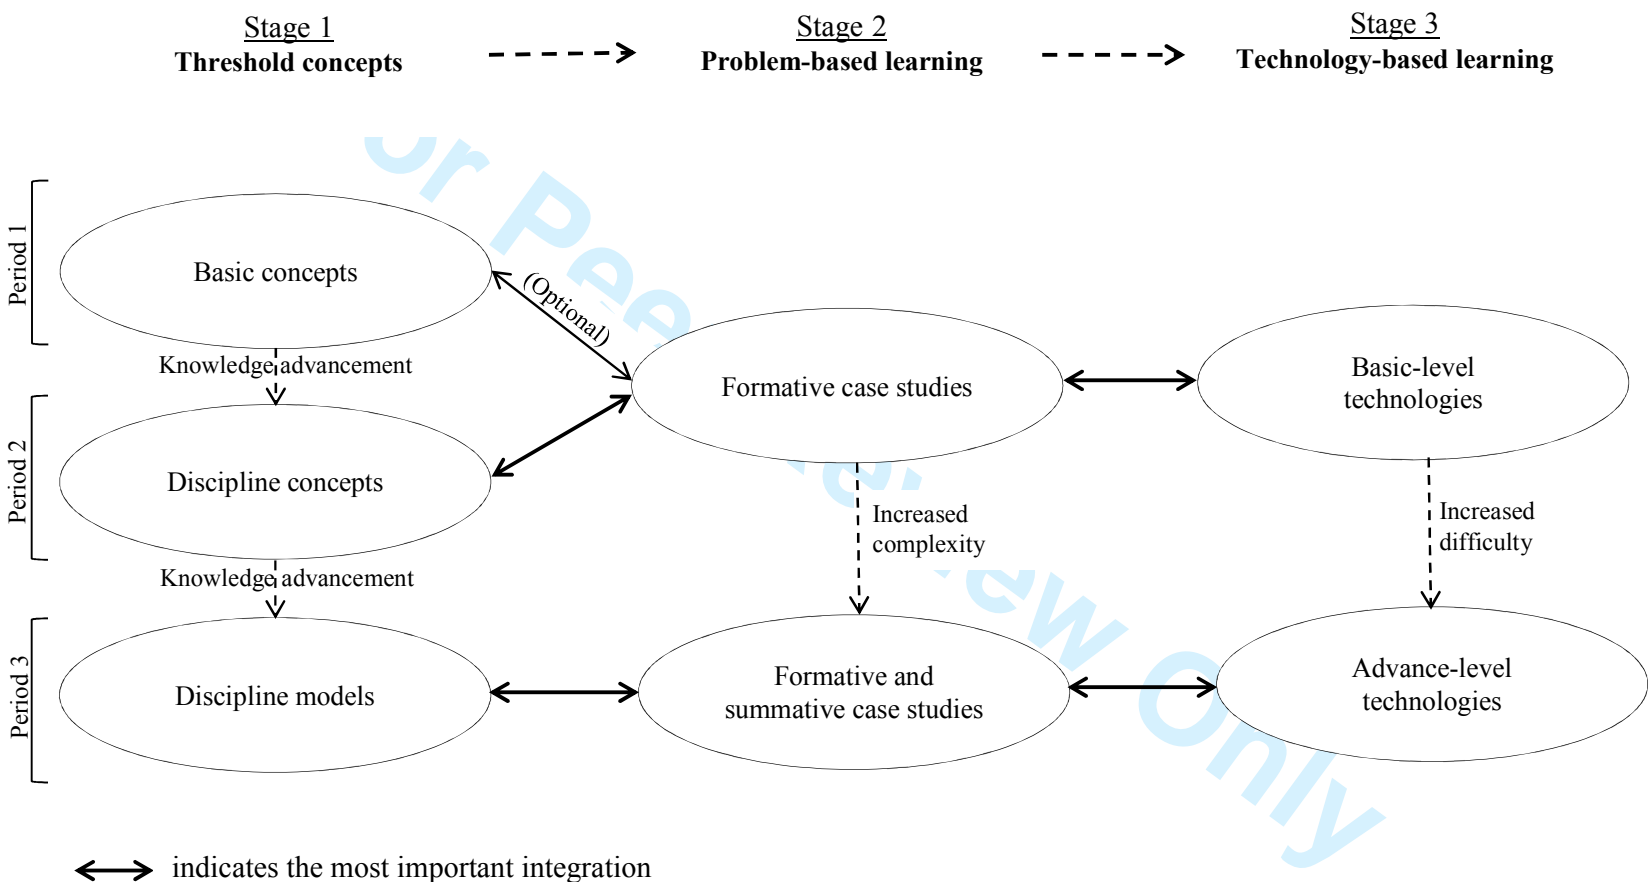 Stage 1
Threshold concepts
Stage 2
Problem-based learning
Stage 3
Technology-based learning
Period 1
Basic concepts
(Optional)
Knowledge advancement
Period 2
Discipline concepts
Formative case studies
Basic-level
technologies
Knowledge advancement
Increased
complexity
Increased
difficulty
Period 3
Discipline models
Formative and
summative case studies
Advance-level
technologies
indicates the most important integration
or Peer Review Only